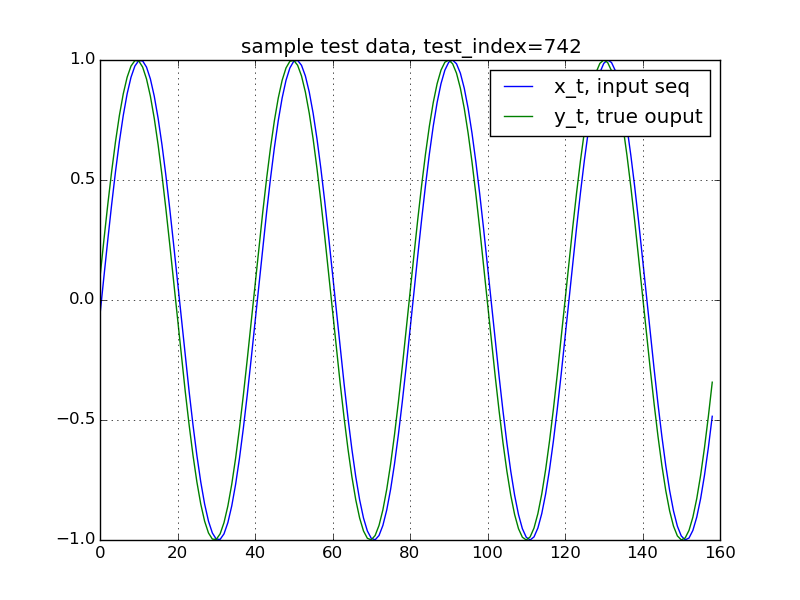 sample test data, test_index=742
1.0
0.5
0.0
−0.5
−1.0
x_t, input seq
y_t, true ouput
0 20 40 60 80 100 120 140 160